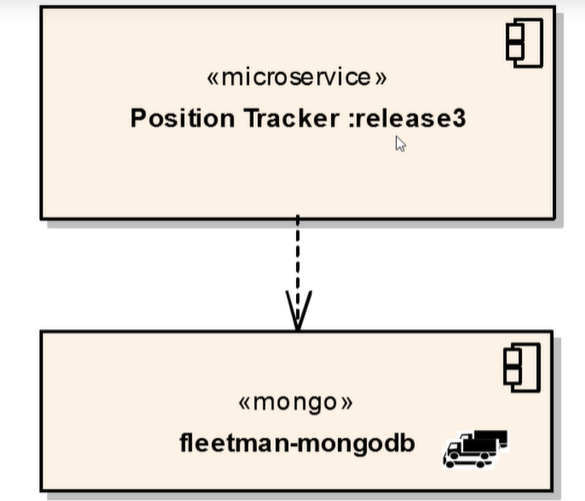 «microservice»
Position Tracker :release3
«mongo»
fleetman-mongodb